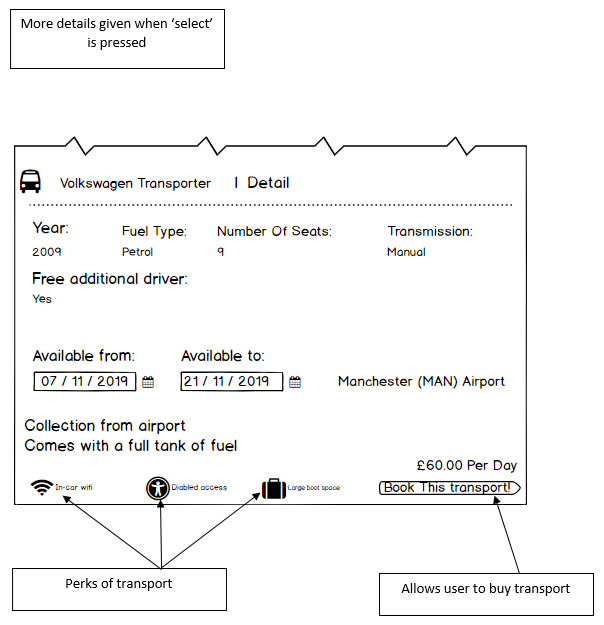 More details given when ‘select’
is pressed
Volkswagen Transporter | Detail
Year: Fuel Type: Number Of Seats: Transmission:
2009 Petrol 9 Manual
Free additional driver:
Yes
Available from: Available to:
07 / 11 / 2019 21 / 11 / 2019 Manchester (MAN) Airport
Collection from airport
Comes with a full tank of fuel
£60.00 Per Day
In-car wifi Diabled access Large boot space Book This transport!
Perks of transport
Allows user to buy transport